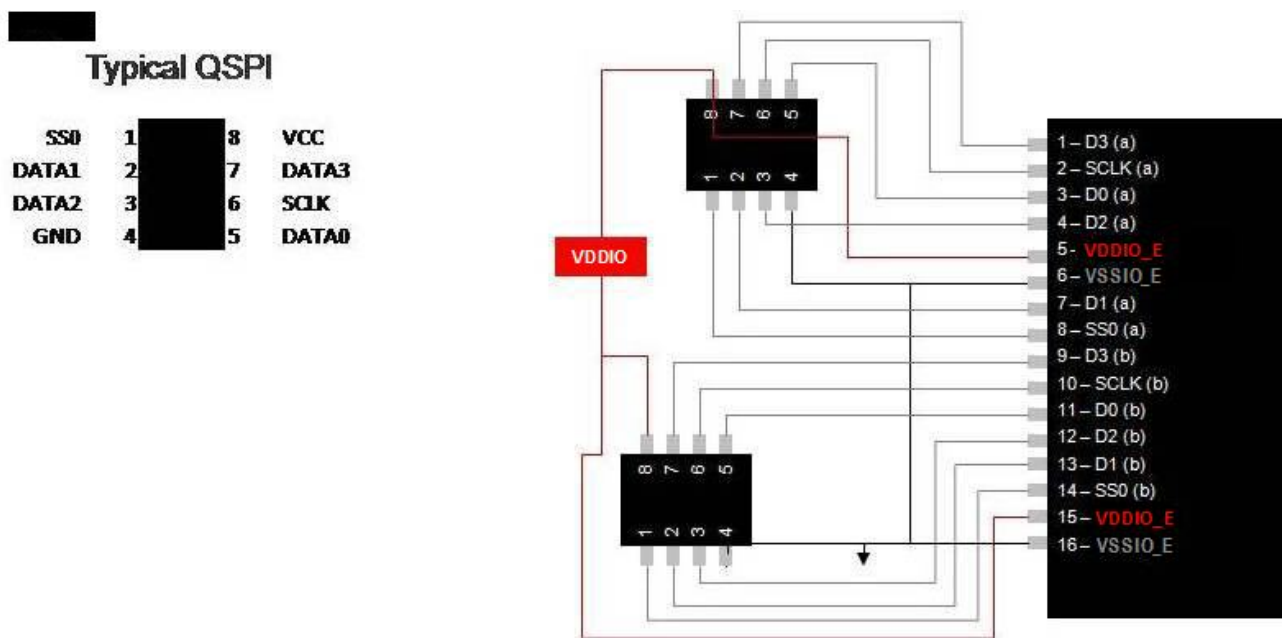 Typical QSPI
SS0 1 8 VCC
DATA1 2 7 DATA3
DATA2 3 6 SCLK
GND 4 5 DATA0
VDDIO
8 7 6 5
1 2 3 4
8 7 6 5
1 2 3 4
1 – D3 (a)
2 – SCLK (a)
3 – D0 (a)
4 – D2 (a)
5- VDDIO_E
6 – VSSIO_E
7 – D1 (a)
8 – SS0 (a)
9 – D3 (b)
10 – SCLK (b)
11 – D0 (b)
12 – D2 (b)
13 – D1 (b)
14 – SS0 (b)
15 – VDDIO_E
16 – VSSIO_E